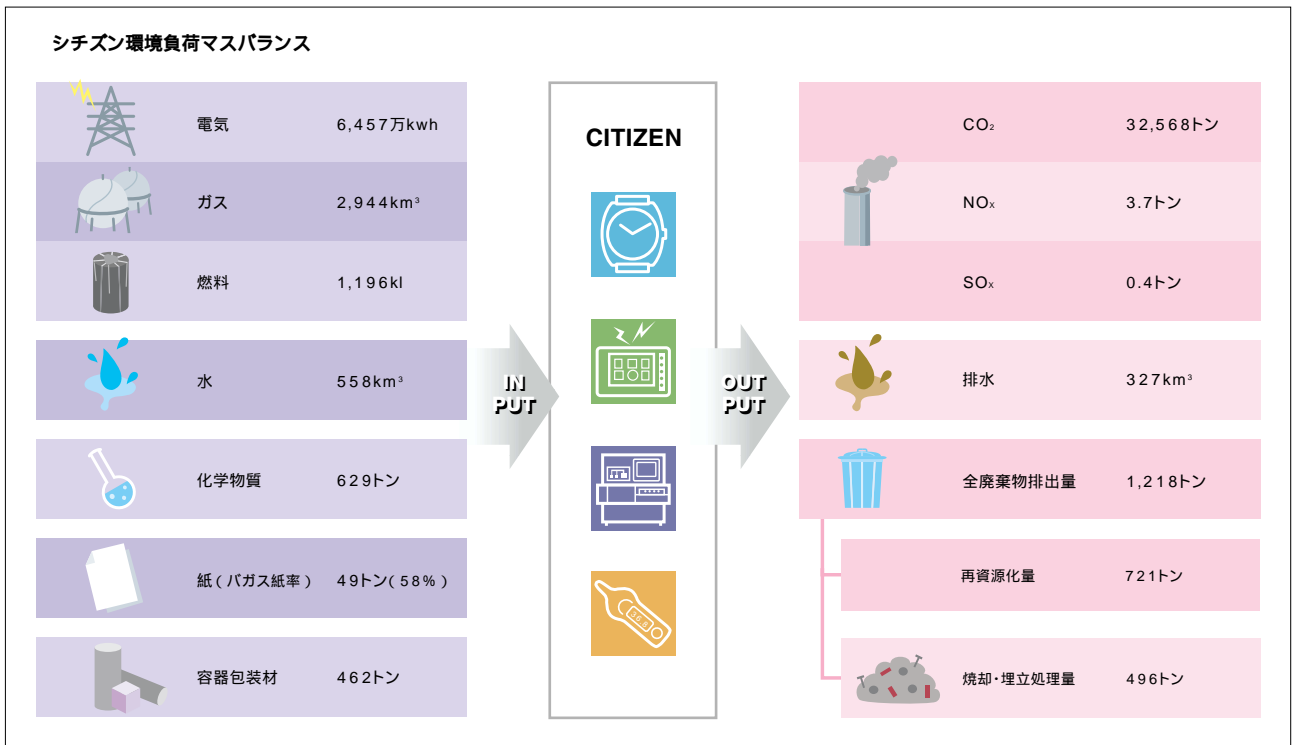 シチズン環境負荷マスバランス
電気 6,457万kwh
ガス 2,944km³
燃料 1,196kl
水 558km³
化学物質 629トン
紙(バガス紙率) 49トン(58%)
容器包装材 462トン
IN
PUT
CITIZEN
36.6
OUT
PUT
CO₂ 32,568トン
NOx 3.7トン
SOx 0.4トン
排水 327km³
全廃棄物排出量 1,218トン
再資源化量 721トン
焼却・埋立処理量 496トン